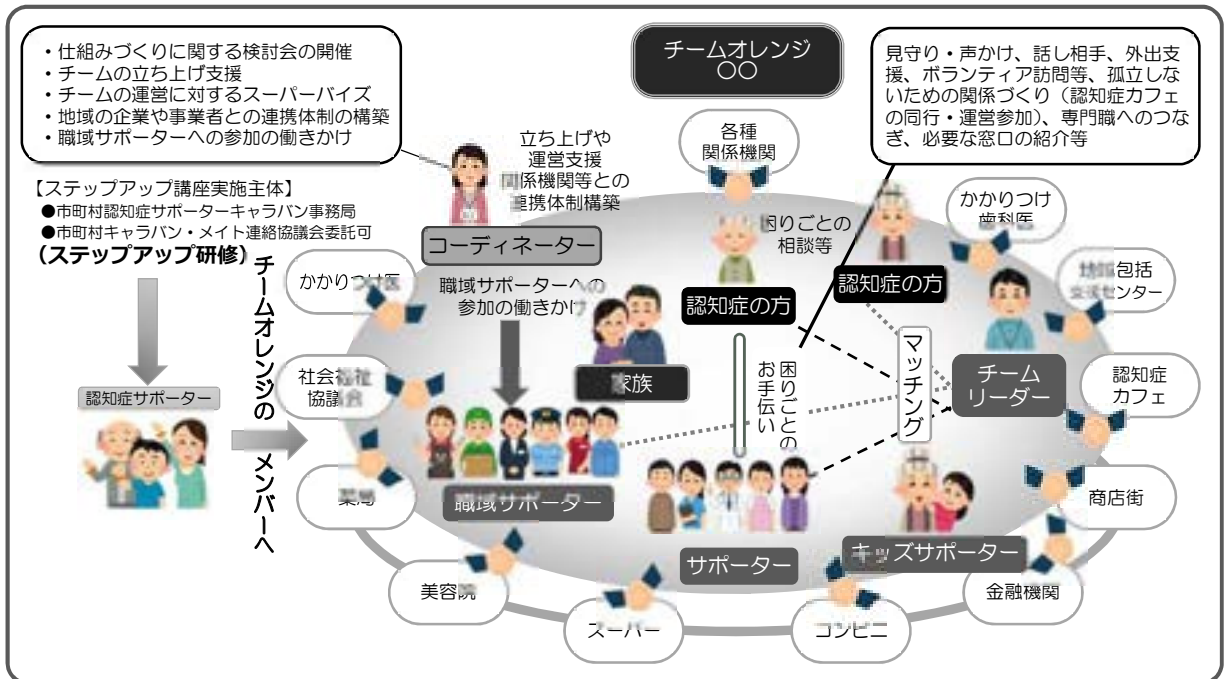 ・仕組みづくりに関する検討会の開催
・チームの立ち上げ支援
・チームの運営に対するスーパーバイズ
・地域の企業や事業者との連携体制の構築
・職域サポーターへの参加の働きかけ
チームオレンジ
〇〇
見守り・声かけ、話し相手、外出支
援、ボランティア訪問等、孤立しな
いための関係づくり（認知症カフェ
の同行・運営参加）、専門職へのつな
ぎ、必要な窓口の紹介等
【ステップアップ講座実施主体】
●市町村認知症サポーターキャラバン事務局
●市町村キャラバン・メイト連絡協議会委託可
（ステップアップ研修）
立ち上げや
運営支援
関係機関等との
連携体制構築
コーディネーター
職域サポーターへの
参加の働きかけ
各種
関係機関
困りごとの
相談等
認知症の方
認知症の方
かかりつけ
歯科医
地域包括
支援センター
かかりつけ医
社会福祉
協議会
認知症サポーター
チームオレンジの
メンバーへ
家族
困りごとの
お手伝い
マッチング
チーム
リーダー
認知症
カフェ
職域サポーター
サポーター
キッズサポーター
薬局
美容院
スーパー
コンビニ
金融機関
商店街